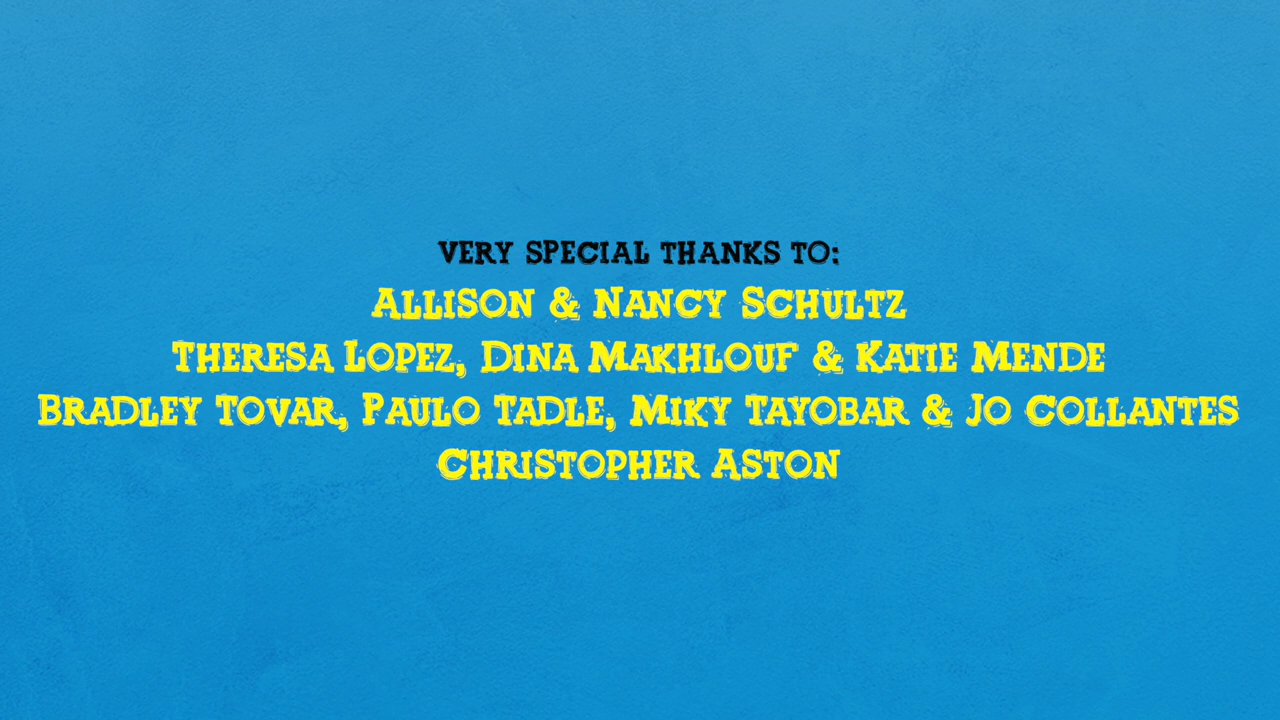 VERY SPECIAL THANKS TO:
ALLISON & NANCY SCHULTZ
THERESA LOPEZ, DINA MAKHLOUF & KATIE MENDE
BRADLEY TOVAR, PAULO TADLE, MIKY TAYOBAR & JO COLLANTES
CHRISTOPHER ASTON